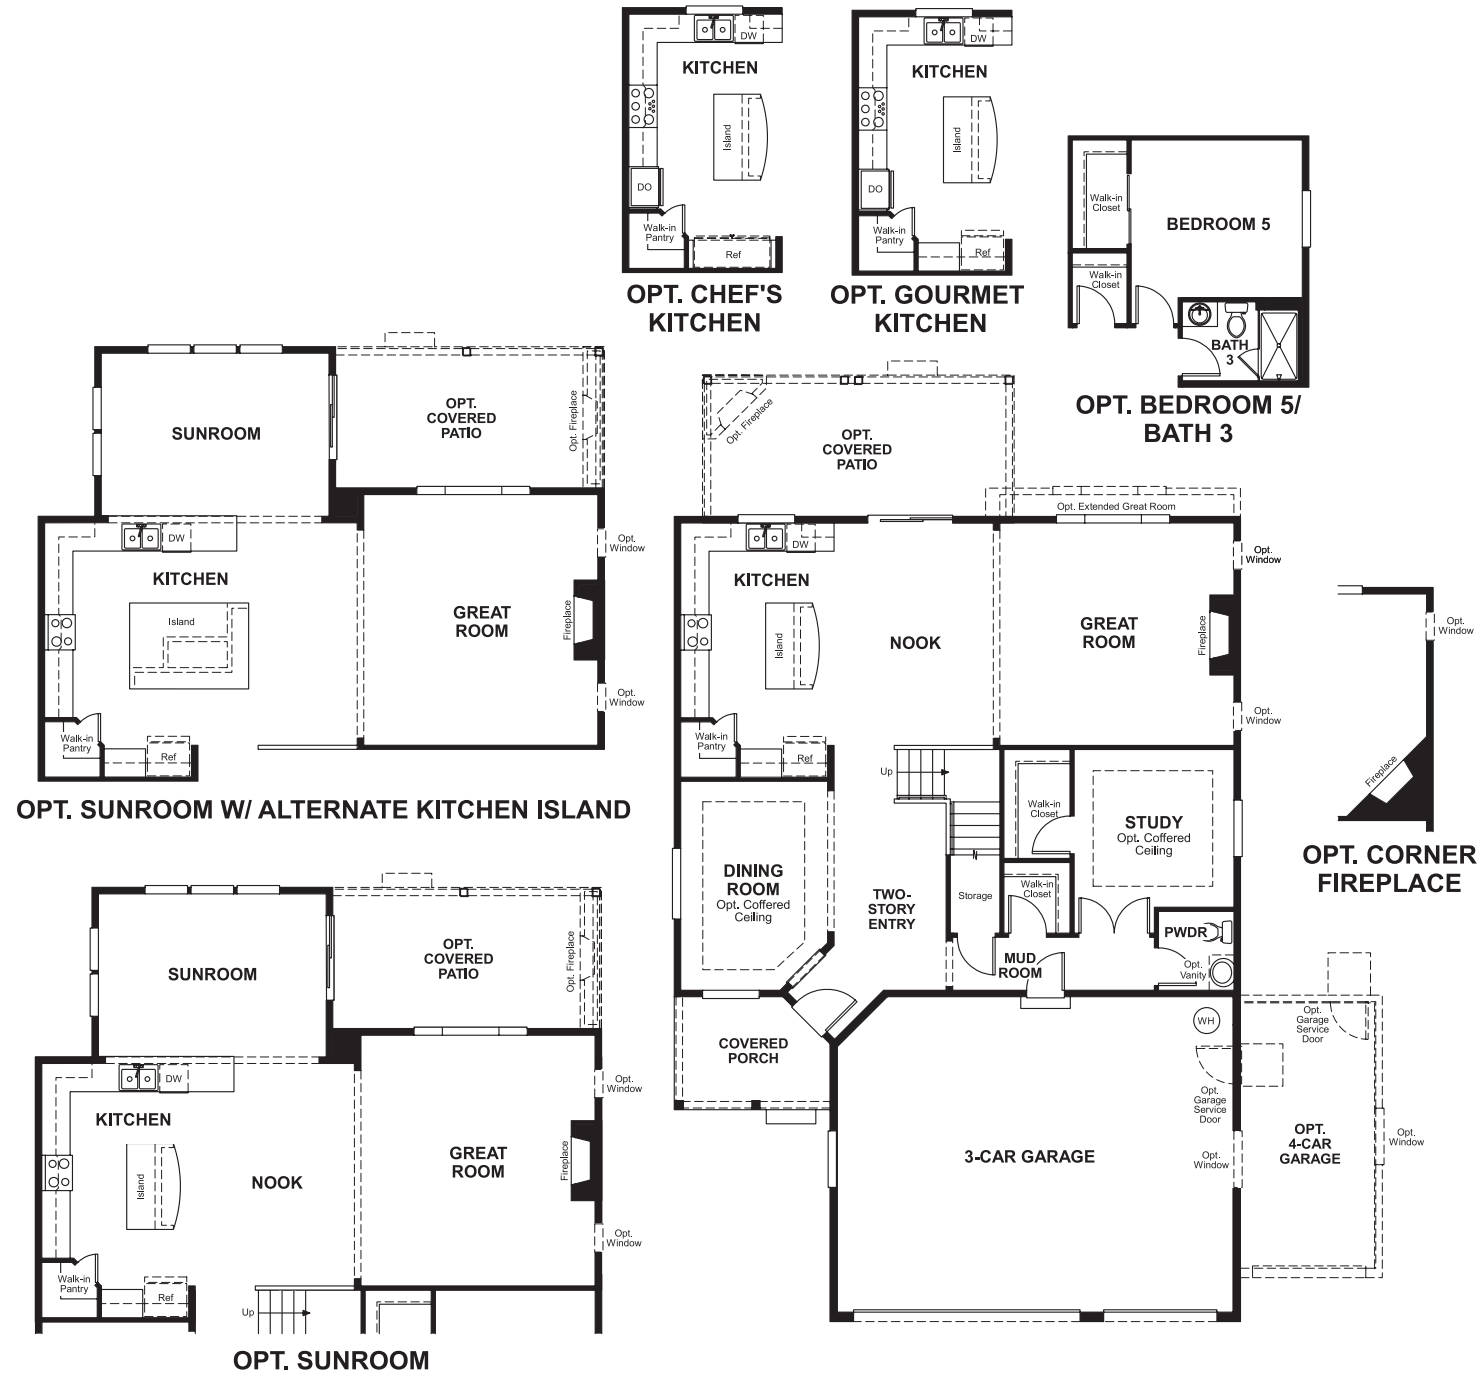 DW
KITCHEN
Island
DO
Walk-in
Pantry
Ref
OPT. CHEF'S
KITCHEN
DW
KITCHEN
Island
DO
Walk-in
Pantry
Ref
OPT. GOURMET
KITCHEN
Walk-in
Closet
BEDROOM 5
Walk-in
Closet
BATH
3
OPT. BEDROOM 5/
BATH 3
SUNROOM
OPT.
COVERED
PATIO
Opt. Fireplace
DW
KITCHEN
Island
GREAT
ROOM
Fireplace
Opt.
Window
Opt.
Window
Walk-in
Pantry
Ref
OPT. SUNROOM W/ ALTERNATE KITCHEN ISLAND
Opt. Fireplace
OPT.
COVERED
PATIO
Opt. Extended Great Room
DW
KITCHEN
Island
NOOK
GREAT
ROOM
Fireplace
Opt.
Window
Opt.
Window
Walk-in
Pantry
Ref
Up
Walk-in
Closet
STUDY
Opt. Coffered
Ceiling
DINING
ROOM
Opt. Coffered
Ceiling
TWO-
STORY
ENTRY
Storage
Walk-in
Closet
MUD
ROOM
PWDR
Opt.
Vanity
COVERED
PORCH
WH
Opt.
Garage
Service
Door
Opt.
Garage
Service
Door
3-CAR GARAGE
Opt.
Window
OPT.
4-CAR
GARAGE
Opt.
Window
Opt.
Window
Fireplace
OPT. CORNER
FIREPLACE
SUNROOM
OPT.
COVERED
PATIO
Opt. Fireplace
DW
KITCHEN
Island
NOOK
GREAT
ROOM
Fireplace
Opt.
Window
Opt.
Window
Walk-in
Pantry
Ref
Up
OPT. SUNROOM